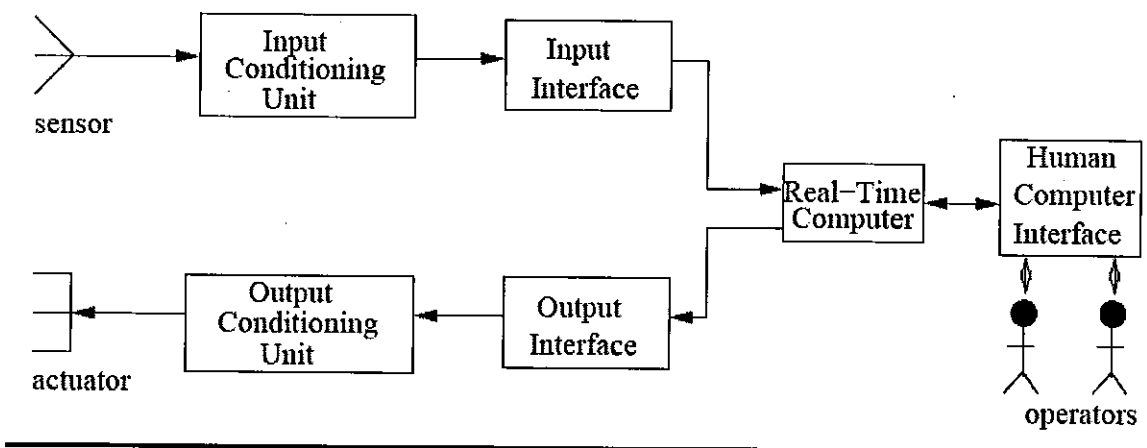 Input
Conditioning
Unit
Input
Interface
sensor
Human
Computer
Interface
Real-Time
Computer
Output
Conditioning
Unit
Output
Interface
actuator
operators